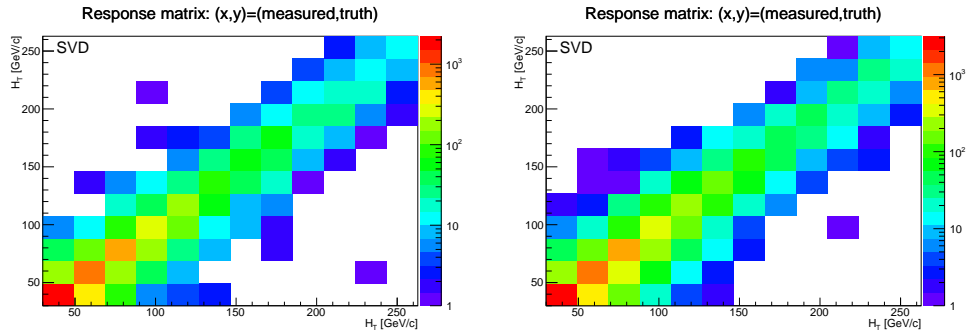 Response matrix: (x,y)=(measured,truth)
H_T [GeV/c]
SVD
250
200
150
100
50
50 100 150 200 250
H_T [GeV/c]
10^3
10^2
10
1
Response matrix: (x,y)=(measured,truth)
H_T [GeV/c]
SVD
250
200
150
100
50
50 100 150 200 250
H_T [GeV/c]
10^3
10^2
10
1